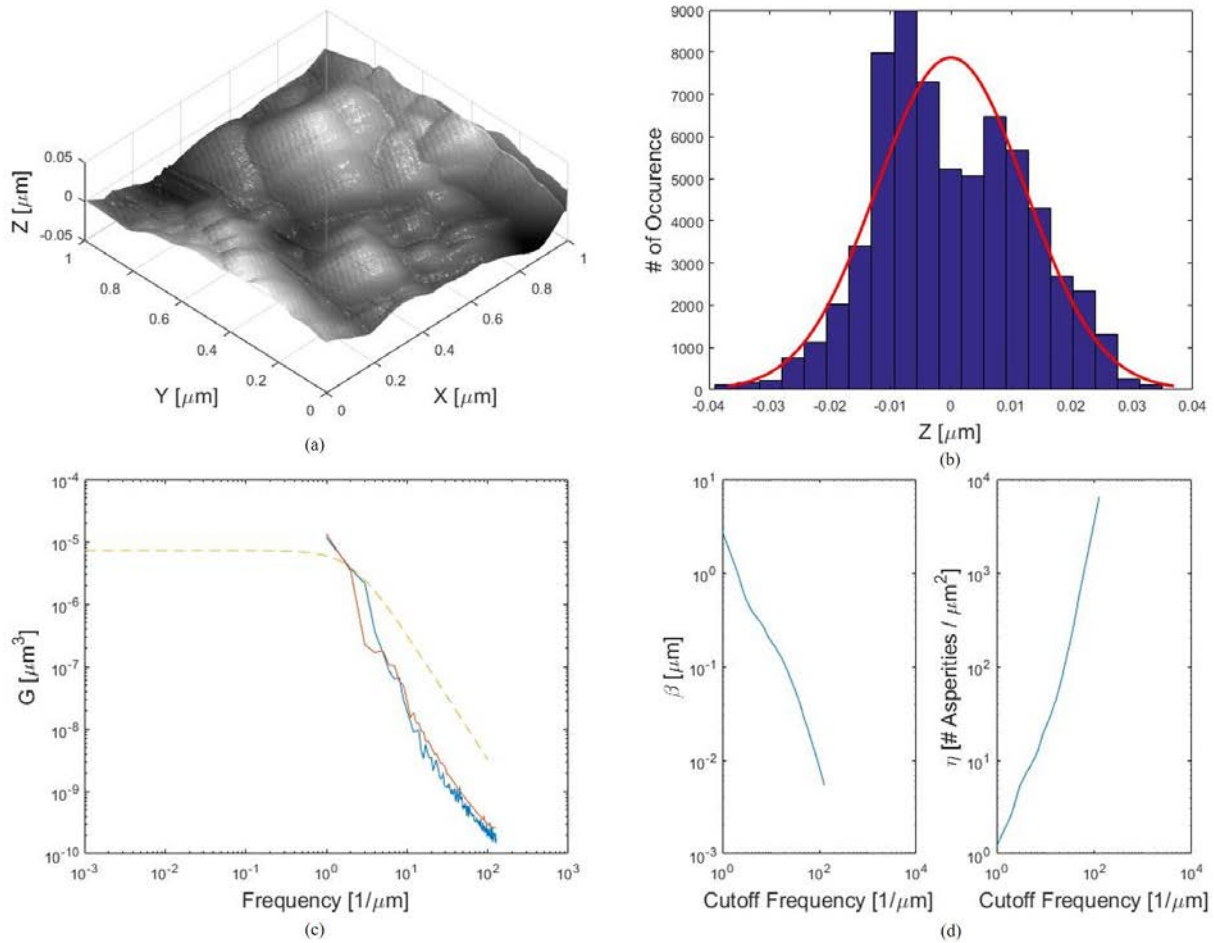 0.05
0
-0.05
Z [μm]
1
0.8
0.6
0.4
0.2
0
Y [μm]
0
0.2
0.4
0.6
0.8
1
X [μm]
(a)
9000
8000
7000
6000
5000
4000
3000
2000
1000
0
# of Occurence
-0.04 -0.03 -0.02 -0.01 0 0.01 0.02 0.03 0.04
Z [μm]
(b)
10^-4
10^-5
10^-6
10^-7
10^-8
10^-9
10^-10
G [μm^3]
10^-3 10^-2 10^-1 10^0 10^1 10^2 10^3
Frequency [1/μm]
(c)
10^1
10^0
10^-1
10^-2
10^-3
β [μm]
10^0 10^2 10^4
Cutoff Frequency [1/μm]
10^4
10^3
10^2
10^1
10^0
η [# Asperities / μm^2]
10^0 10^2 10^4
Cutoff Frequency [1/μm]
(d)